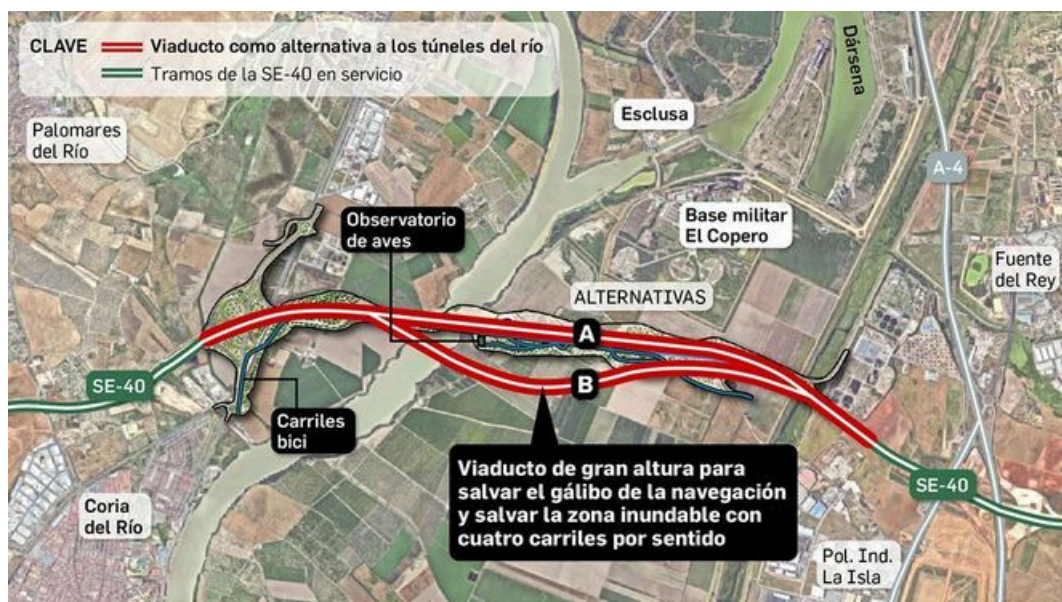 CLAVE
Viaducto como alternativa a los túneles del río
Tramos de la SE-40 en servicio
Dársena
Esclusa
Palomares
del Río
A-4
Observatorio
de aves
Base militar
El Copero
Fuente
del Rey
ALTERNATIVAS
A
SE-40
B
Carriles
bici
Viaducto de gran altura para
salvar el gálibo de la navegación
y salvar la zona inundable con
cuatro carriles por sentido
SE-40
Coria
del Río
Pol. Ind.
La Isla